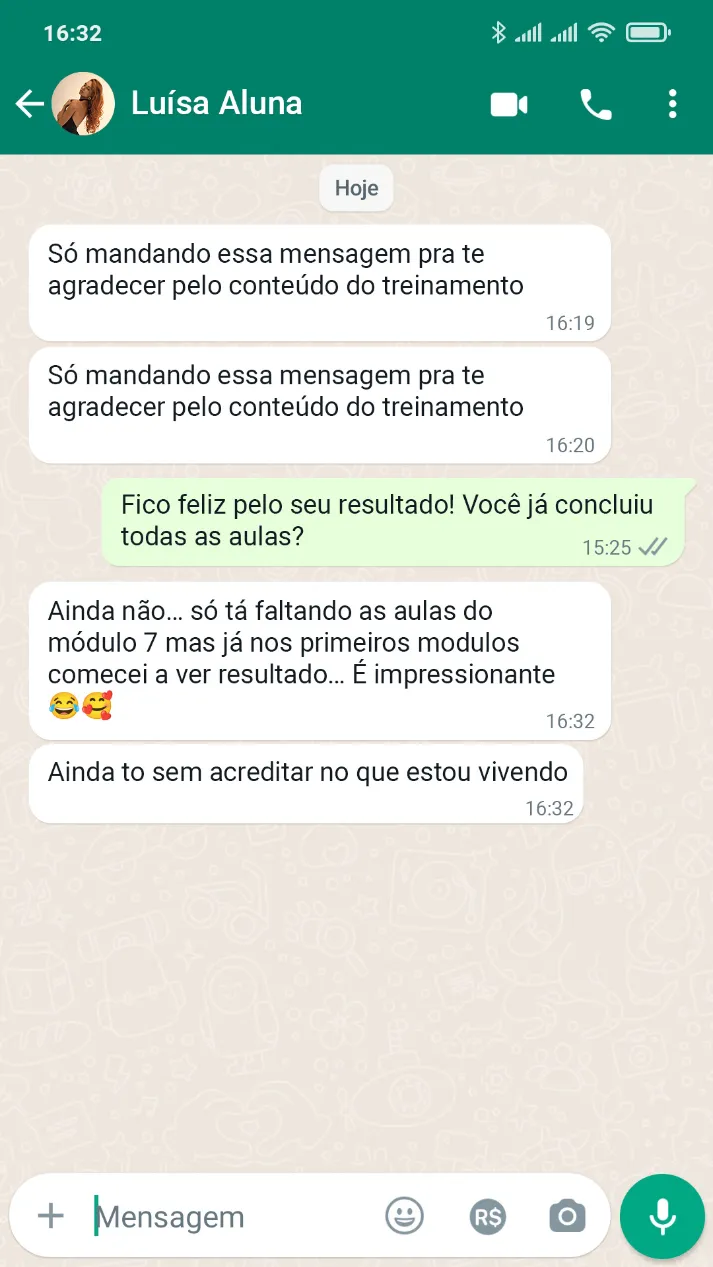 16:32
Luísa Aluna
Hoje
Só mandando essa mensagem pra te
agradecer pelo conteúdo do treinamento
16:19
Só mandando essa mensagem pra te
agradecer pelo conteúdo do treinamento
16:20
Fico feliz pelo seu resultado! Você já concluiu
todas as aulas?
15:25
Ainda não... só tá faltando as aulas do
módulo 7 mas já nos primeiros modulos
comecei a ver resultado... É impressionante
😂🥰
16:32
Ainda to sem acreditar no que estou vivendo
16:32
Mensagem
R$